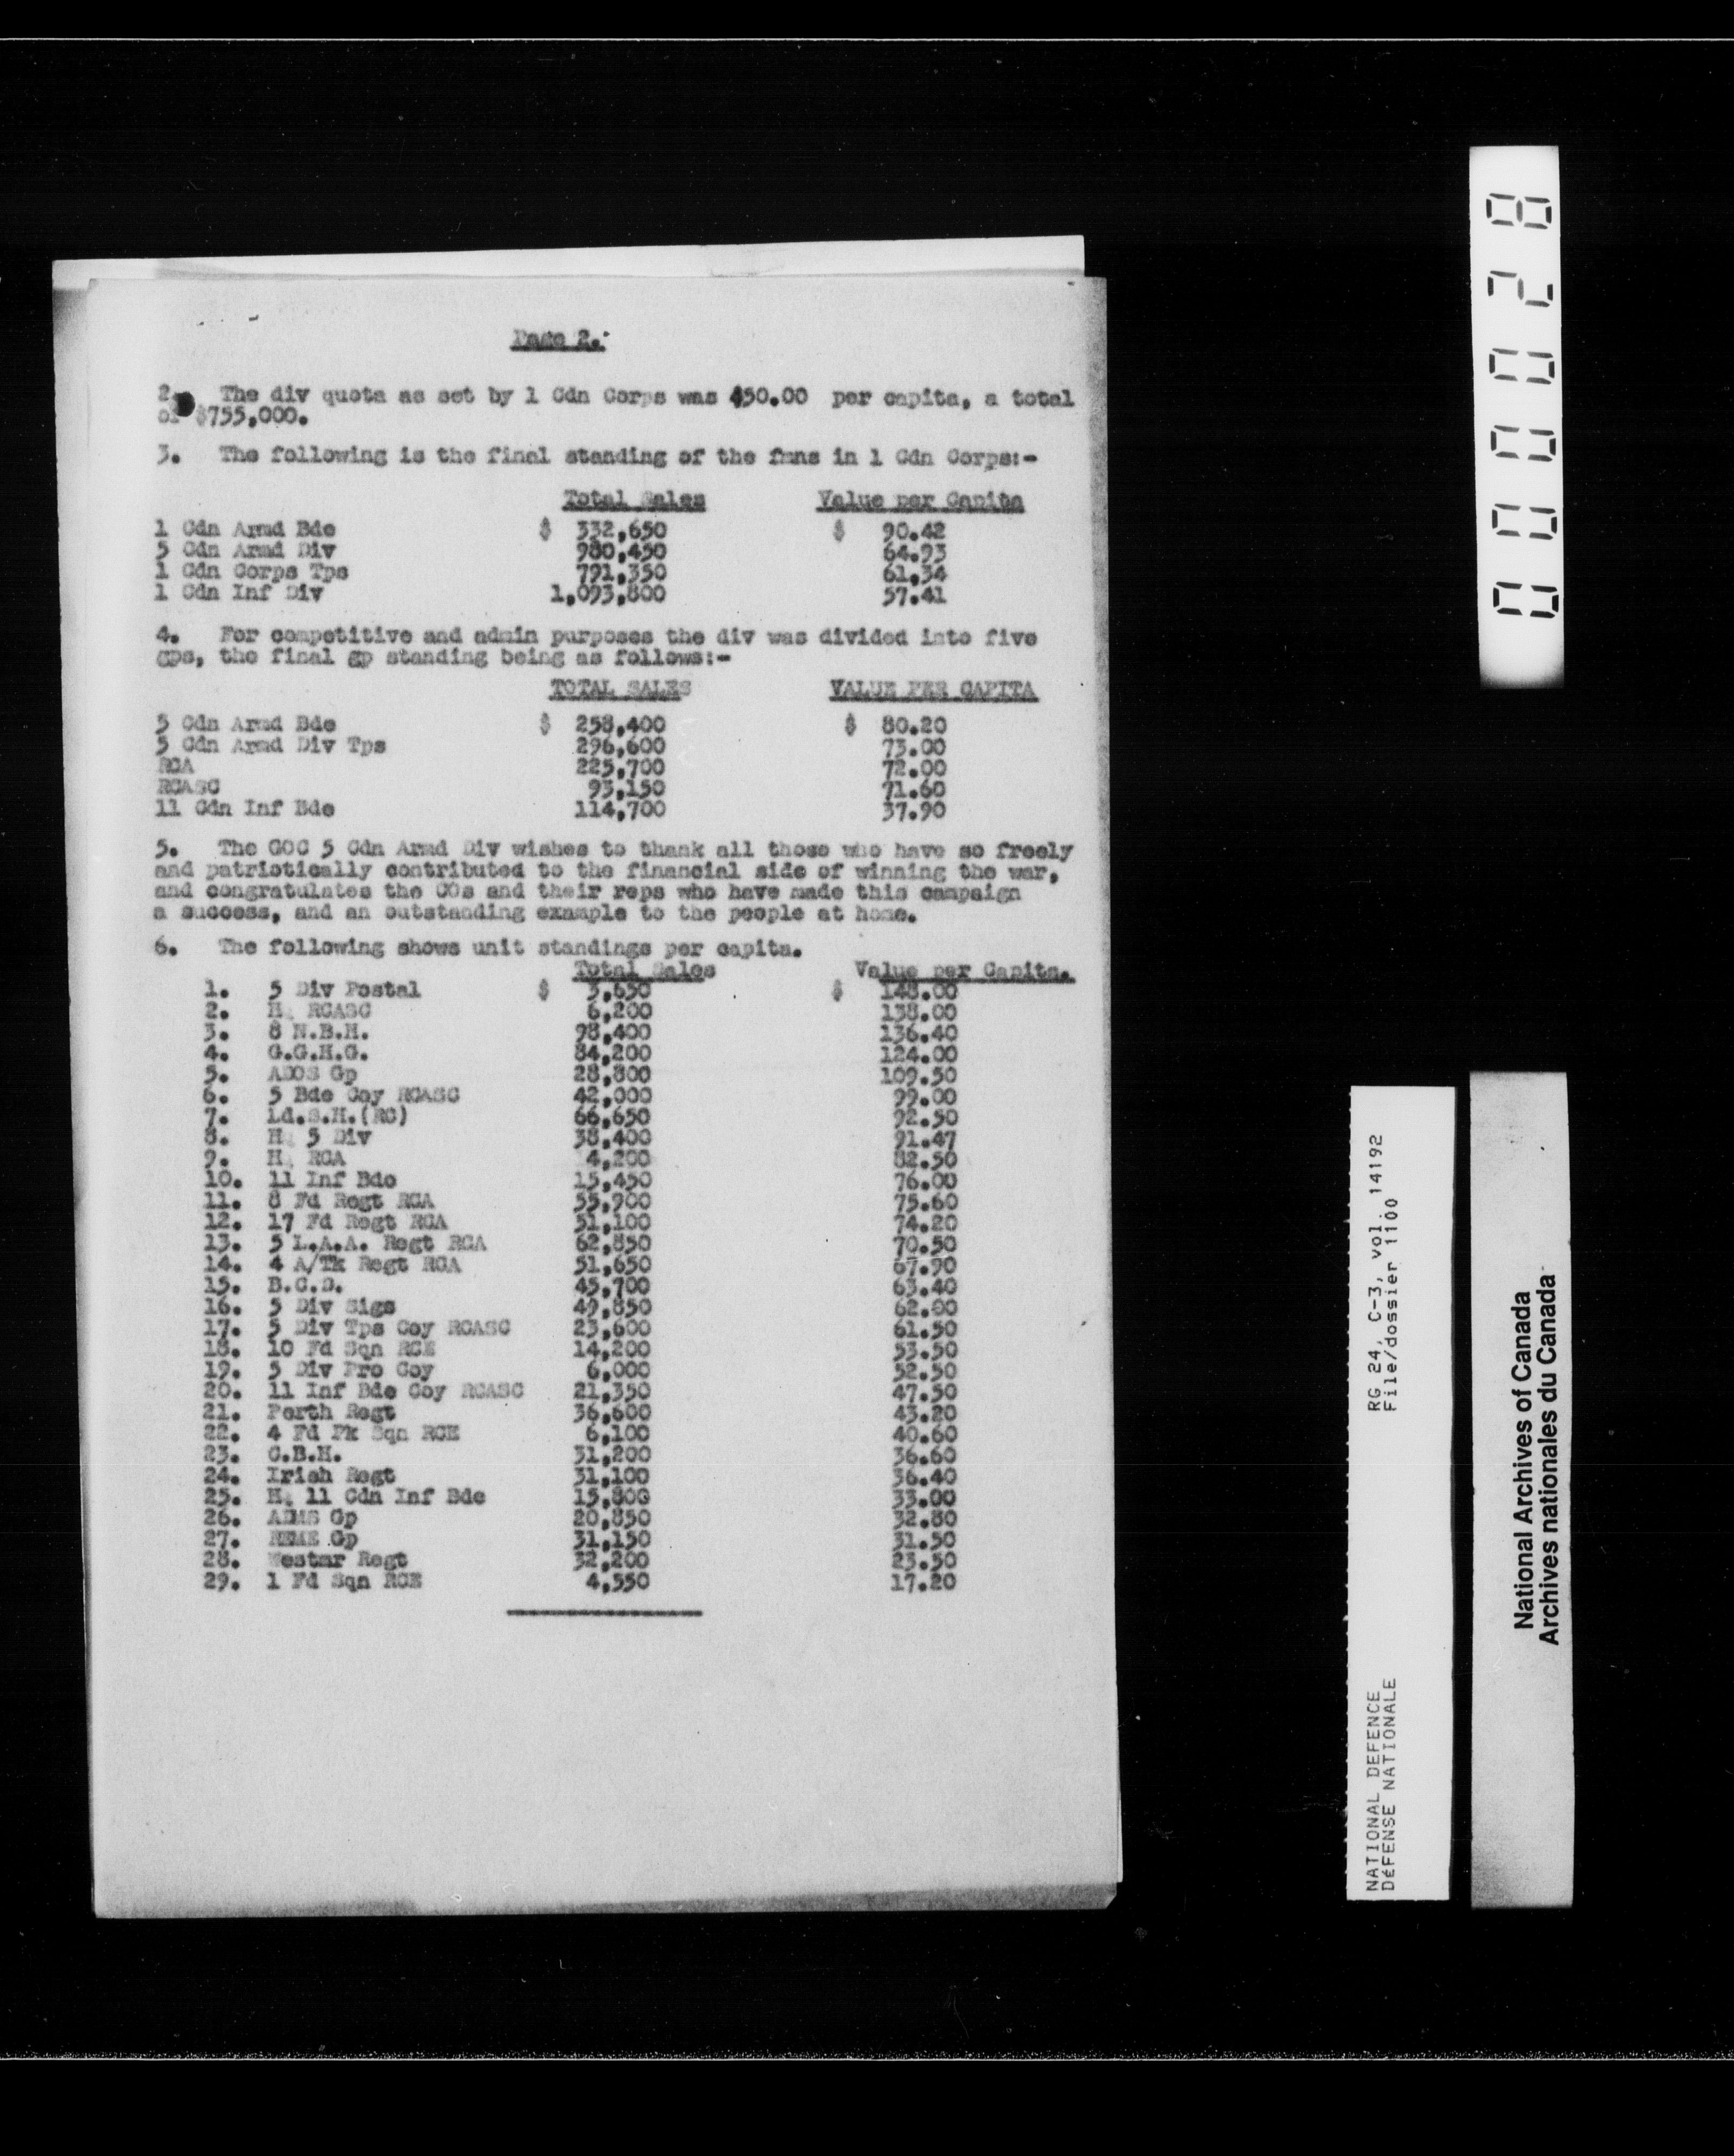 Page 2.
2. The div quota as set by 1 Cdn Corps was $50.00 per capita, a total
of $755,000.
3. The following is the final standing of the fmns in 1 Cdn Corps:-
Total Sales Value per Capita
1 Cdn Armd Bde $ 332,650 $ 90.42
5 Cdn Armd Div 980,450 64.93
1 Cdn Corps Tps 791,350 61.34
1 Cdn Inf Div 1,093,800 57.41
4. For competitive and admin purposes the div was divided into five
gps, the final gp standing being as follows:-
TOTAL SALES VALUE PER CAPITA
5 Cdn Armd Bde $ 258,400 $ 80.20
5 Cdn Armd Div Tps 296,600 73.00
RCA 225,700 72.00
RCASC 93,150 71.60
11 Cdn Inf Bde 114,700 37.90
5. The GOC 5 Cdn Armd Div wishes to thank all those who have so freely
and patristically contributed to the financial side of winning the war,
and congratulates the COs and their reps who have made this campaign
a success, and an outstanding example to the people at home.
6. The following shows unit standings per capita.
Total Sales Value per Capita.
1. 5 Div Postal $ 3,650 $ 148.00
2. HQ RCASC 6,200 138.00
3. 8 N.B.H. 98,400 136.40
4. G.G.H.G. 84,200 124.00
5. ADOS Gp 28,800 109.50
6. 5 Bde Coy RCASC 42,000 99.00
7. Ld.S.H.(RC) 66,650 92.50
8. HQ 5 Div 38,400 91.47
9. HQ RCA 4,200 82.50
10. 11 Inf Bde 15,450 76.00
11. 8 Fd Regt RCA 55,900 75.60
12. 17 Fd Regt RCA 51,100 74.20
13. 5 L.A.A. Regt RCA 62,850 70.50
14. 4 A/Tk Regt RCA 51,650 67.90
15. B.C.D. 45,700 63.40
16. 5 Div Sigs 49,850 62.00
17. 5 Div Tps Coy RCASC 23,600 61.50
18. 10 Fd Sqn RCE 14,200 53.50
19. 5 Div Pro Coy 6,000 52.50
20. 11 Inf Bde Coy RCASC 21,350 47.50
21. Perth Regt 36,600 43.20
22. 4 Fd Pk Sqn RCE 6,100 40.60
23. C.B.H. 31,200 36.60
24. Irish Regt 31,100 36.40
25. HQ 11 Cdn Inf Bde 15,800 33.00
26. ADMS Gp 20,850 32.80
27. REME Gp 31,150 31.50
28. Westmr Regt 32,200 23.50
29. 1 Fd Sqn RCE 4,550 17.20
000028
RG 24, C-3, vol. 14192
File/dossier 1100
NATIONAL DEFENCE
DéFENSE NATIONALE
National Archives of Canada
Archives nationales du Canada